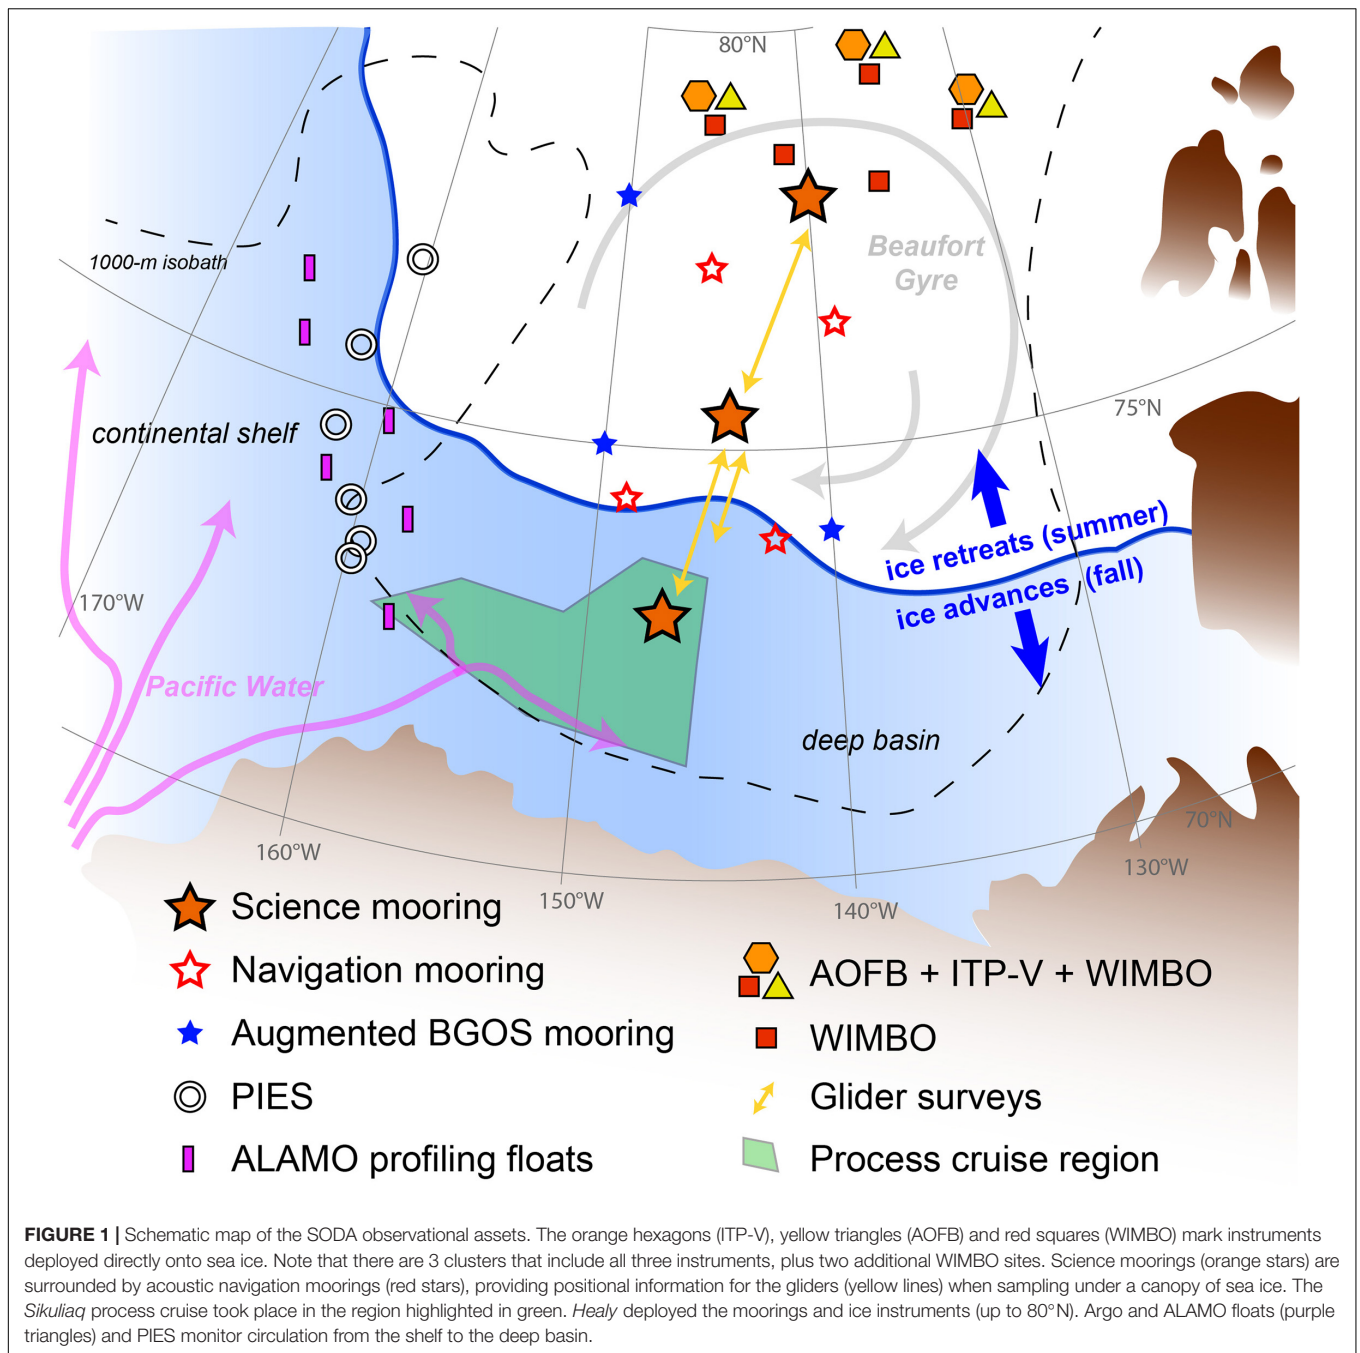 80°N
Beaufort
Gyre
1000-m isobath
75°N
continental shelf
ice retreats (summer)
ice advances (fall)
170°W
Pacific Water
deep basin
70°N
160°W
130°W
150°W
140°W
Science mooring
Navigation mooring
Augmented BGOS mooring
PIES
ALAMO profiling floats
AOFB + ITP-V + WIMBO
WIMBO
Glider surveys
Process cruise region
FIGURE 1 | Schematic map of the SODA observational assets. The orange hexagons (ITP-V), yellow triangles (AOFB) and red squares (WIMBO) mark instruments
deployed directly onto sea ice. Note that there are 3 clusters that include all three instruments, plus two additional WIMBO sites. Science moorings (orange stars) are
surrounded by acoustic navigation moorings (red stars), providing positional information for the gliders (yellow lines) when sampling under a canopy of sea ice. The
Sikuliaq process cruise took place in the region highlighted in green. Healy deployed the moorings and ice instruments (up to 80°N). Argo and ALAMO floats (purple
triangles) and PIES monitor circulation from the shelf to the deep basin.